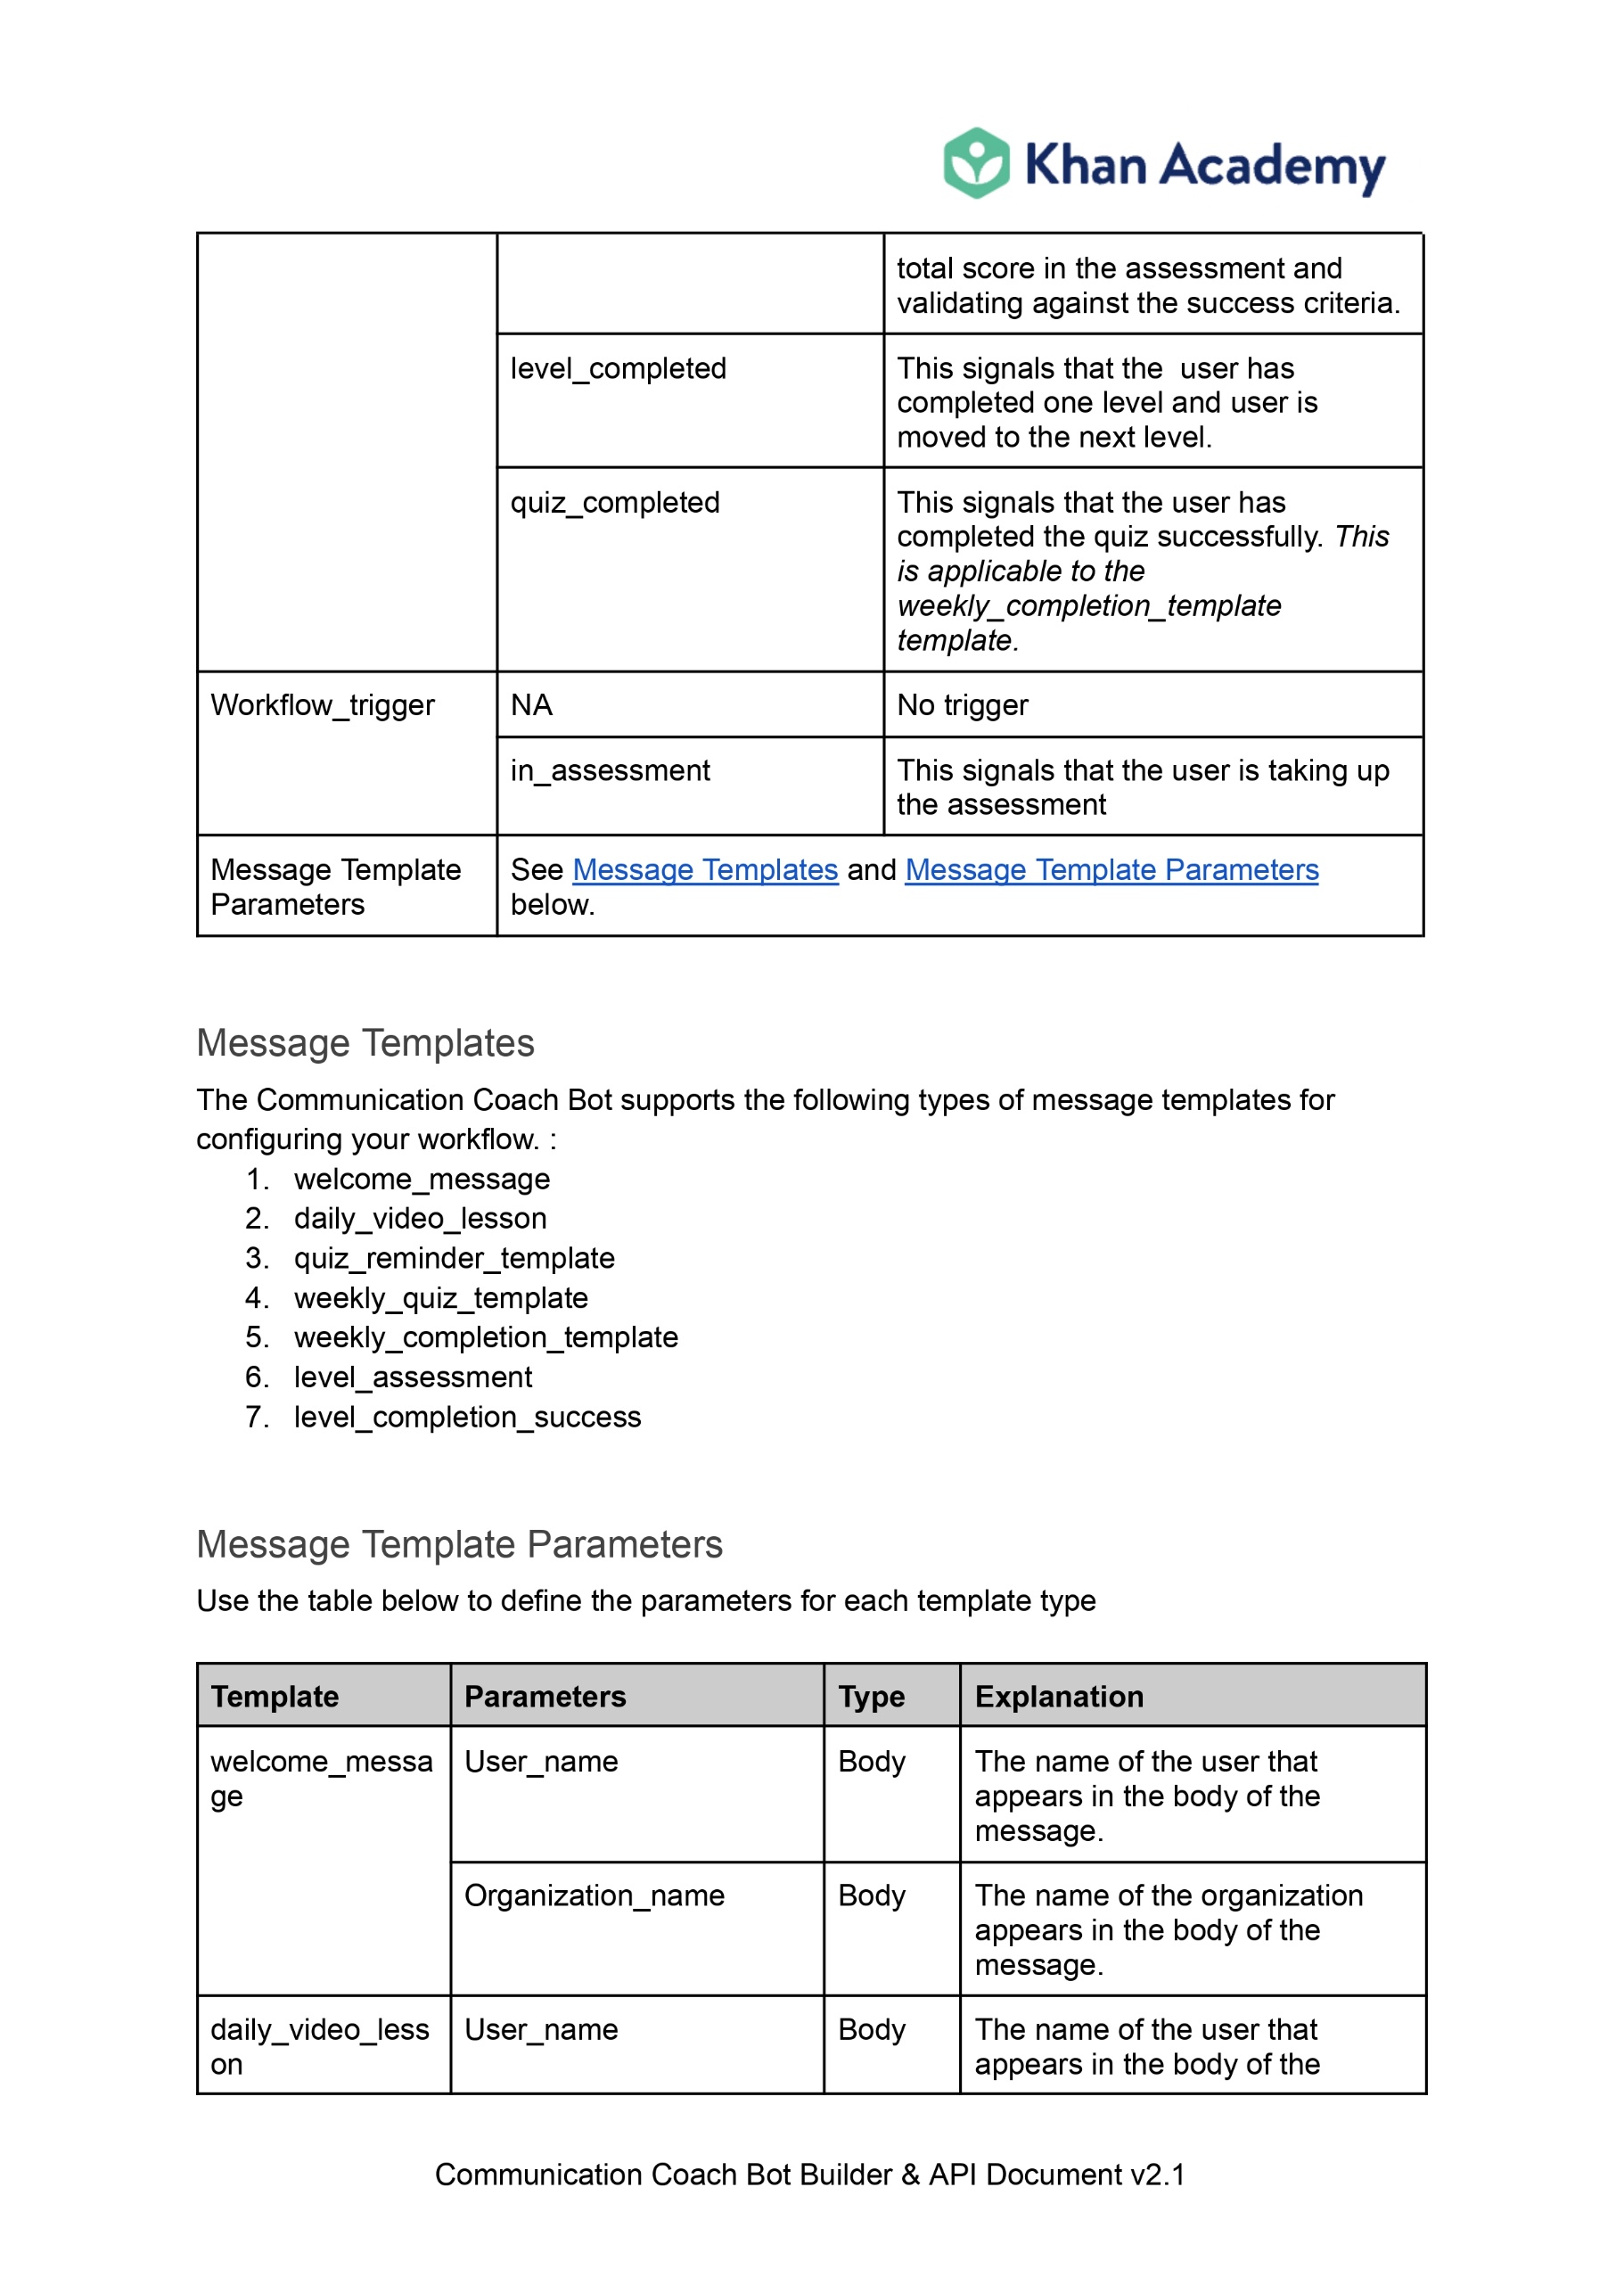 Khan Academy
total score in the assessment and
validating against the success criteria.
level_completed
This signals that the  user has
completed one level and user is
moved to the next level.
quiz_completed
This signals that the user has
completed the quiz successfully. This
is applicable to the
weekly_completion_template
template.
Workflow_trigger
NA
No trigger
in_assessment
This signals that the user is taking up
the assessment
Message Template
Parameters
See Message Templates and Message Template Parameters
below.
Message Templates
The Communication Coach Bot supports the following types of message templates for
configuring your workflow. :
1. welcome_message
2. daily_video_lesson
3. quiz_reminder_template
4. weekly_quiz_template
5. weekly_completion_template
6. level_assessment
7. level_completion_success
Message Template Parameters
Use the table below to define the parameters for each template type
Template Parameters Type Explanation
welcome_messa
ge
User_name
Body
The name of the user that
appears in the body of the
message.
Organization_name
Body
The name of the organization
appears in the body of the
message.
daily_video_less
on
User_name
Body
The name of the user that
appears in the body of the
Communication Coach Bot Builder & API Document v2.1